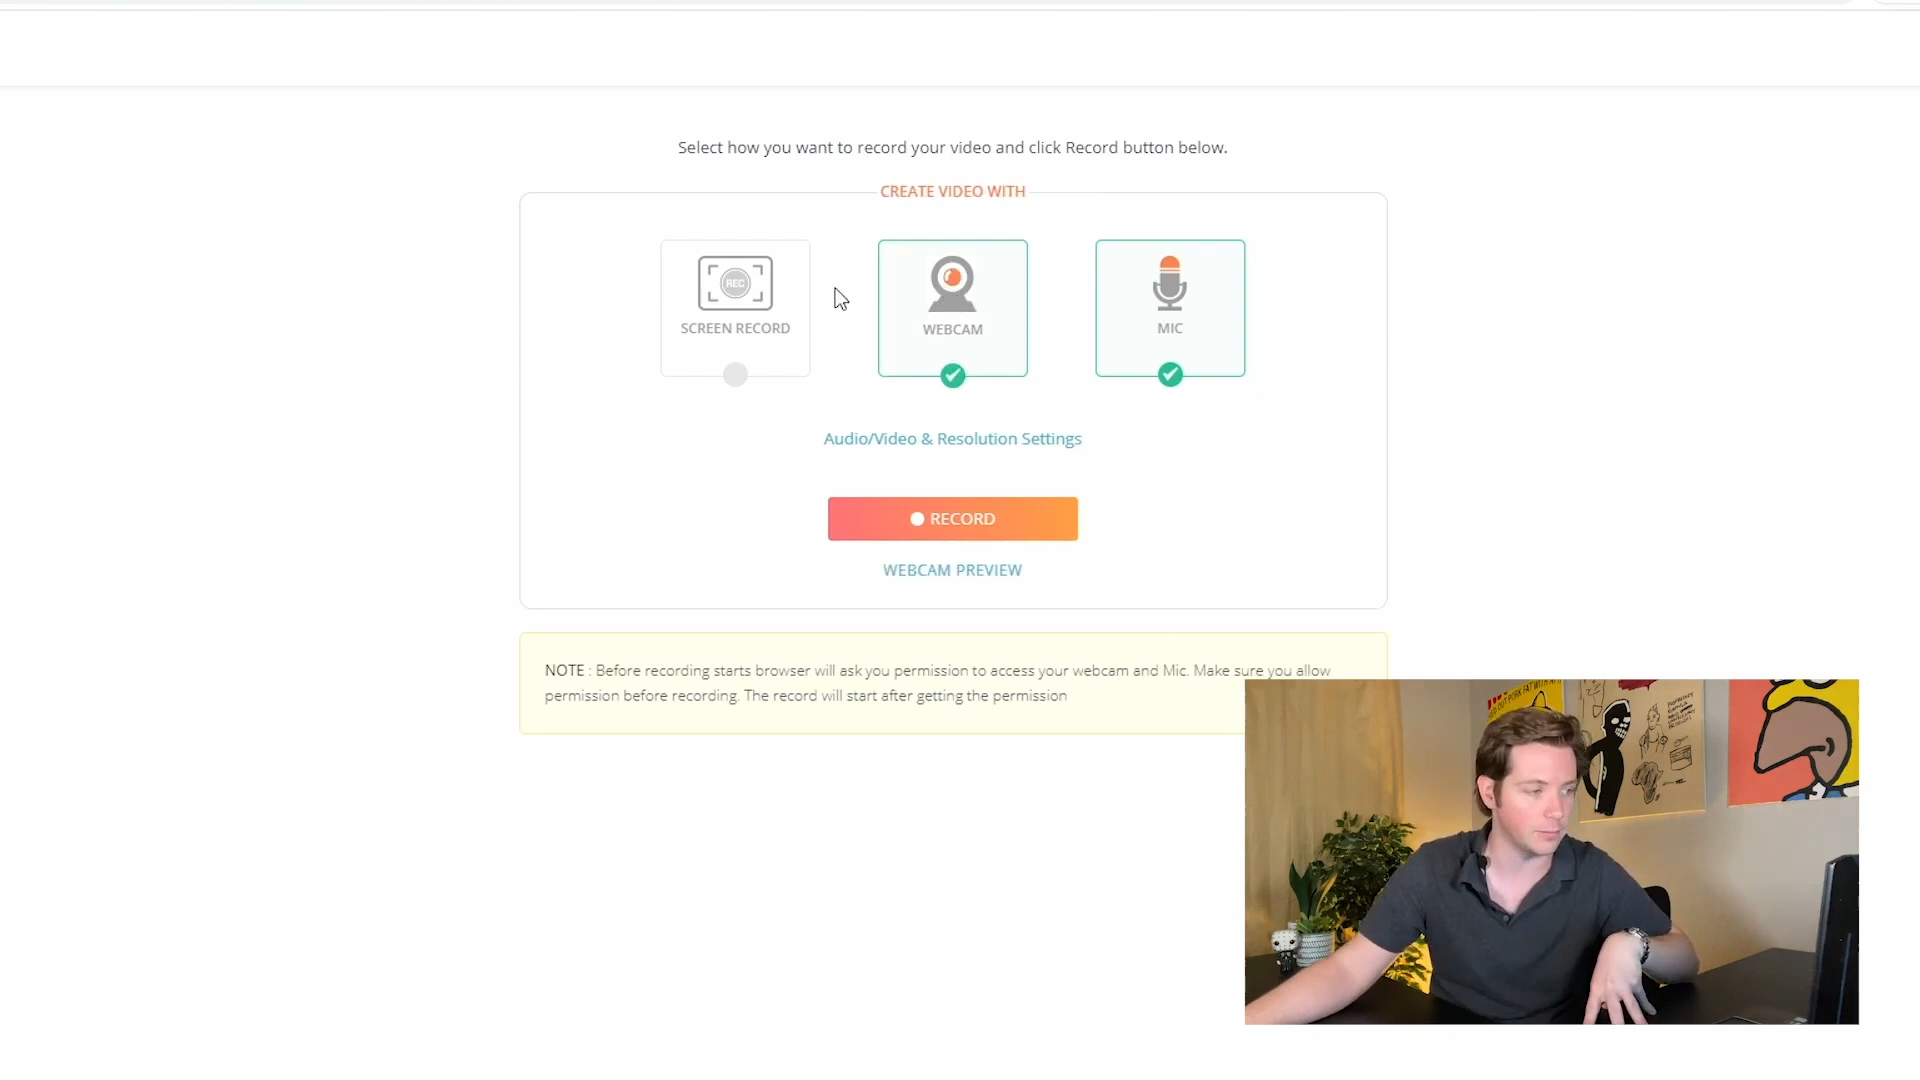 Select how you want to record your video and click Record button below.
CREATE VIDEO WITH
REC
SCREEN RECORD
WEBCAM
MIC
Audio/Video & Resolution Settings
RECORD
WEBCAM PREVIEW
NOTE : Before recording starts browser will ask you permission to access your webcam and Mic. Make sure you allow
permission before recording. The record will start after getting the permission